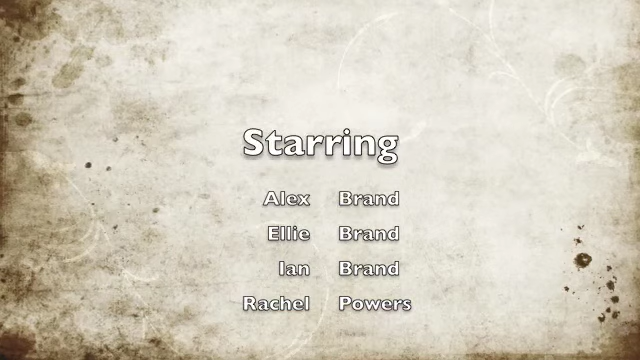 Starring
Alex Brand
Ellie Brand
Ian Brand
Rachel Powers